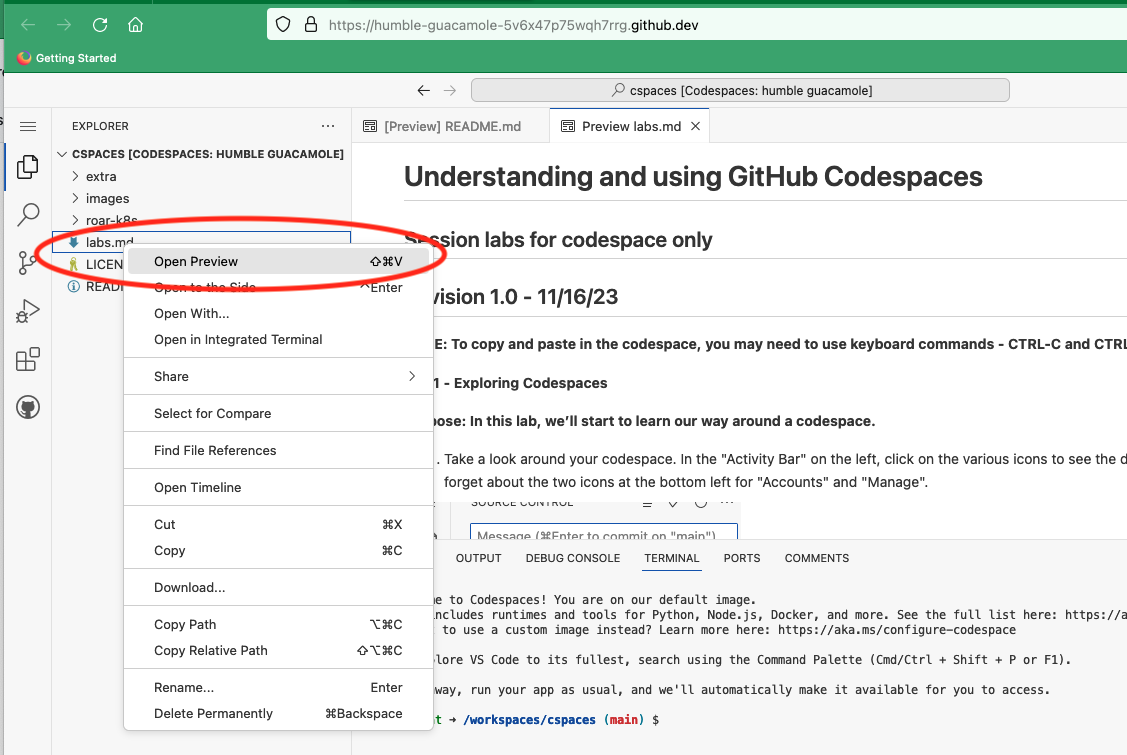 https://humble-guacamole-5v6x47p75wqh7rrg.github.dev
Getting Started
cspaces [Codespaces: humble guacamole]
EXPLORER
[Preview] README.md
Preview labs.md
CSPACES [CODESPACES: HUMBLE GUACAMOLE]
extra
images
roar-k8s
labs.md
LICEN
READ
Open Preview ⇧⌘V
Open to the Side ^Enter
Open With...
Open in Integrated Terminal
Share
Select for Compare
Find File References
Open Timeline
Cut ⌘X
Copy ⌘C
Download...
Copy Path ⌥⌘C
Copy Relative Path ⇧⌥⌘C
Rename... Enter
Delete Permanently ⌘Backspace
Understanding and using GitHub Codespaces
Session labs for codespace only
vision 1.0 - 11/16/23
E: To copy and paste in the codespace, you may need to use keyboard commands - CTRL-C and CTRL
1 - Exploring Codespaces
pose: In this lab, we'll start to learn our way around a codespace.
. Take a look around your codespace. In the "Activity Bar" on the left, click on the various icons to see the d
forget about the two icons at the bottom left for "Accounts" and "Manage".
SOURCE CONTROL
Message (⌘Enter to commit on "main")
OUTPUT DEBUG CONSOLE TERMINAL PORTS COMMENTS
me to Codespaces! You are on our default image.
includes runtimes and tools for Python, Node.js, Docker, and more. See the full list here: https://a
to use a custom image instead? Learn more here: https://aka.ms/configure-codespace
lore VS Code to its fullest, search using the Command Palette (Cmd/Ctrl + Shift + P or F1).
way, run your app as usual, and we'll automatically make it available for you to access.
t ➜ /workspaces/cspaces (main) $